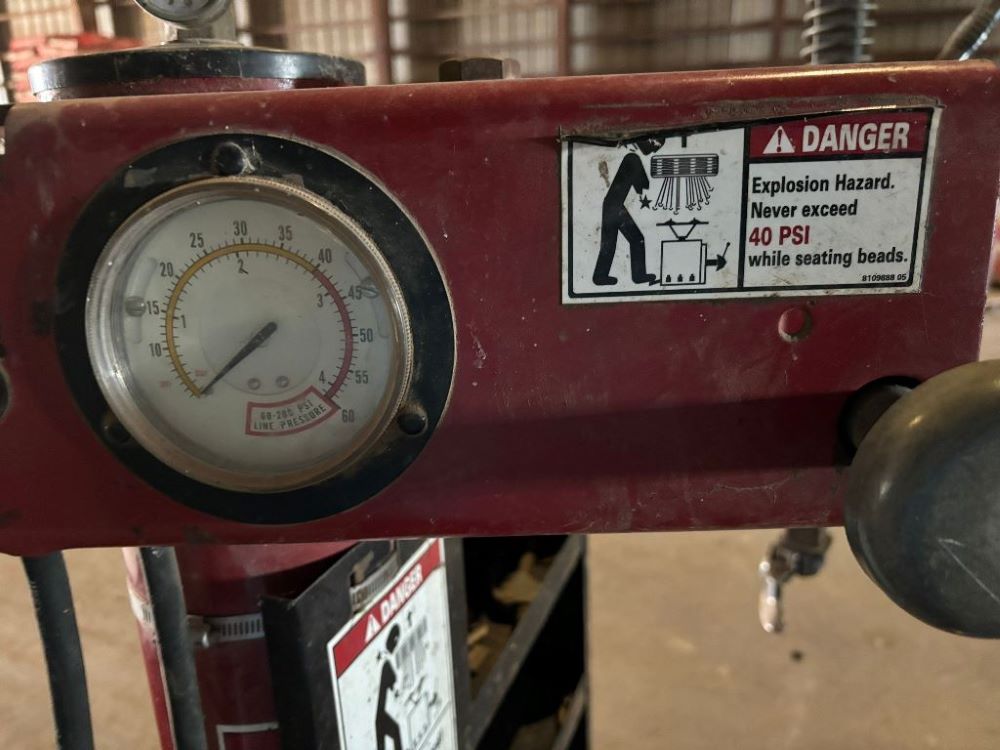 DANGER
Explosion Hazard.
Never exceed
40 PSI
while seating beads.
8109888 05
10
15
20
25
30
35
40
45
50
55
60
1
2
3
4
60-200 PSI
LINE PRESSURE
DANGER